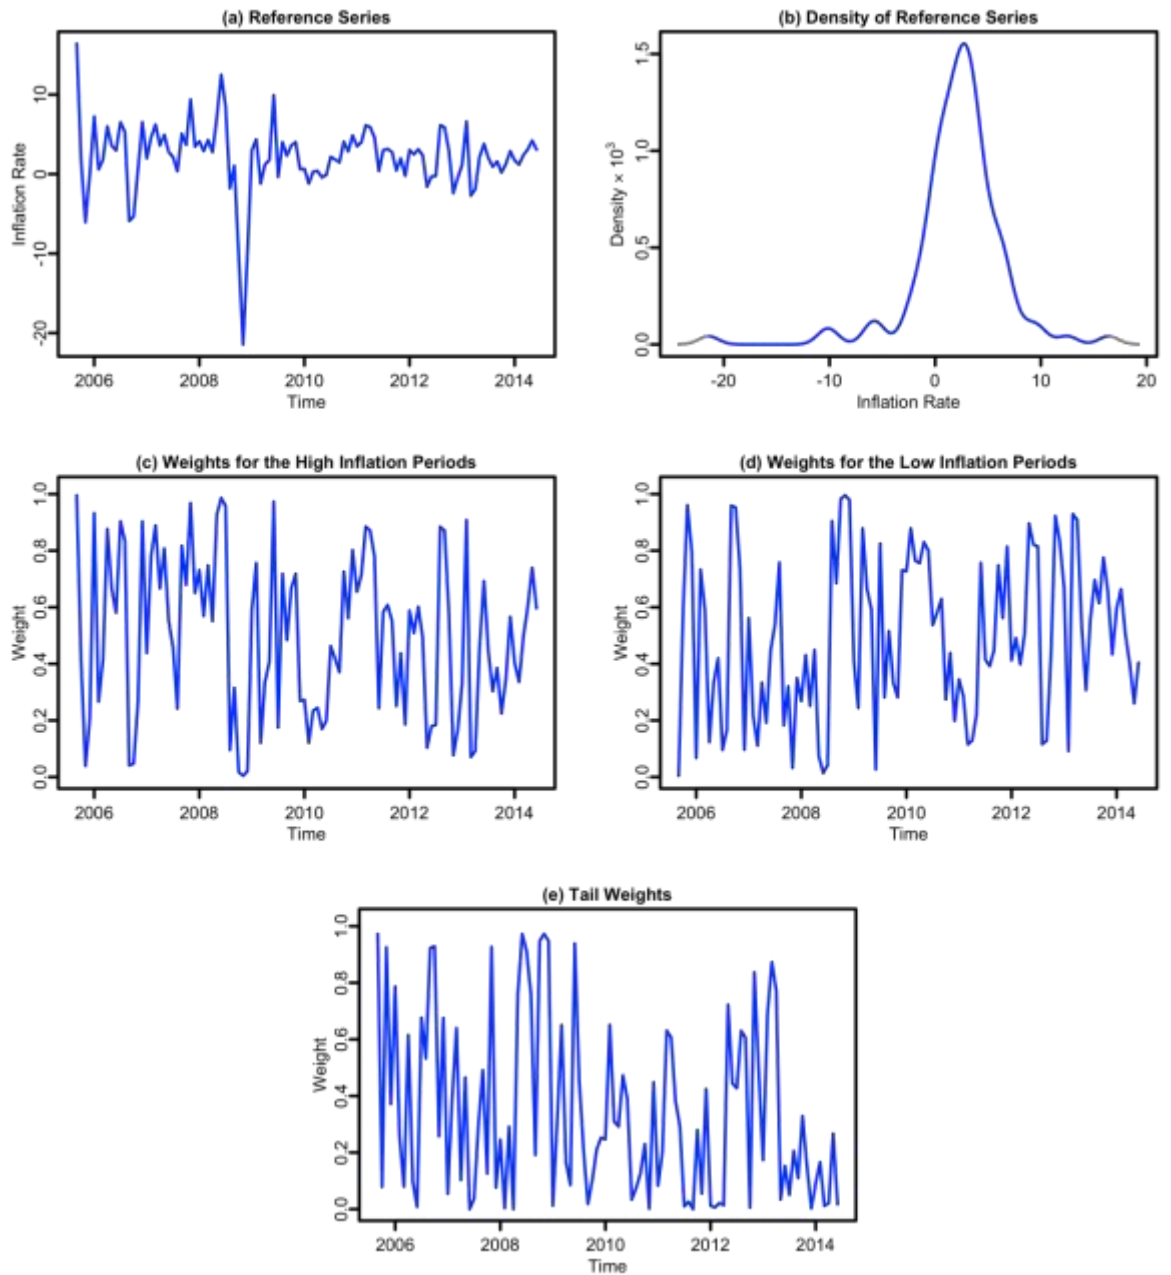 (a) Reference Series
Inflation Rate
10
0
-10
-20
2006 2008 2010 2012 2014
Time
(b) Density of Reference Series
Density × 10³
1.5
1.0
0.5
0.0
-20 -10 0 10 20
Inflation Rate
(c) Weights for the High Inflation Periods
Weight
1.0
0.8
0.6
0.4
0.2
0.0
2006 2008 2010 2012 2014
Time
(d) Weights for the Low Inflation Periods
Weight
1.0
0.8
0.6
0.4
0.2
0.0
2006 2008 2010 2012 2014
Time
(e) Tail Weights
Weight
1.0
0.8
0.6
0.4
0.2
0.0
2006 2008 2010 2012 2014
Time